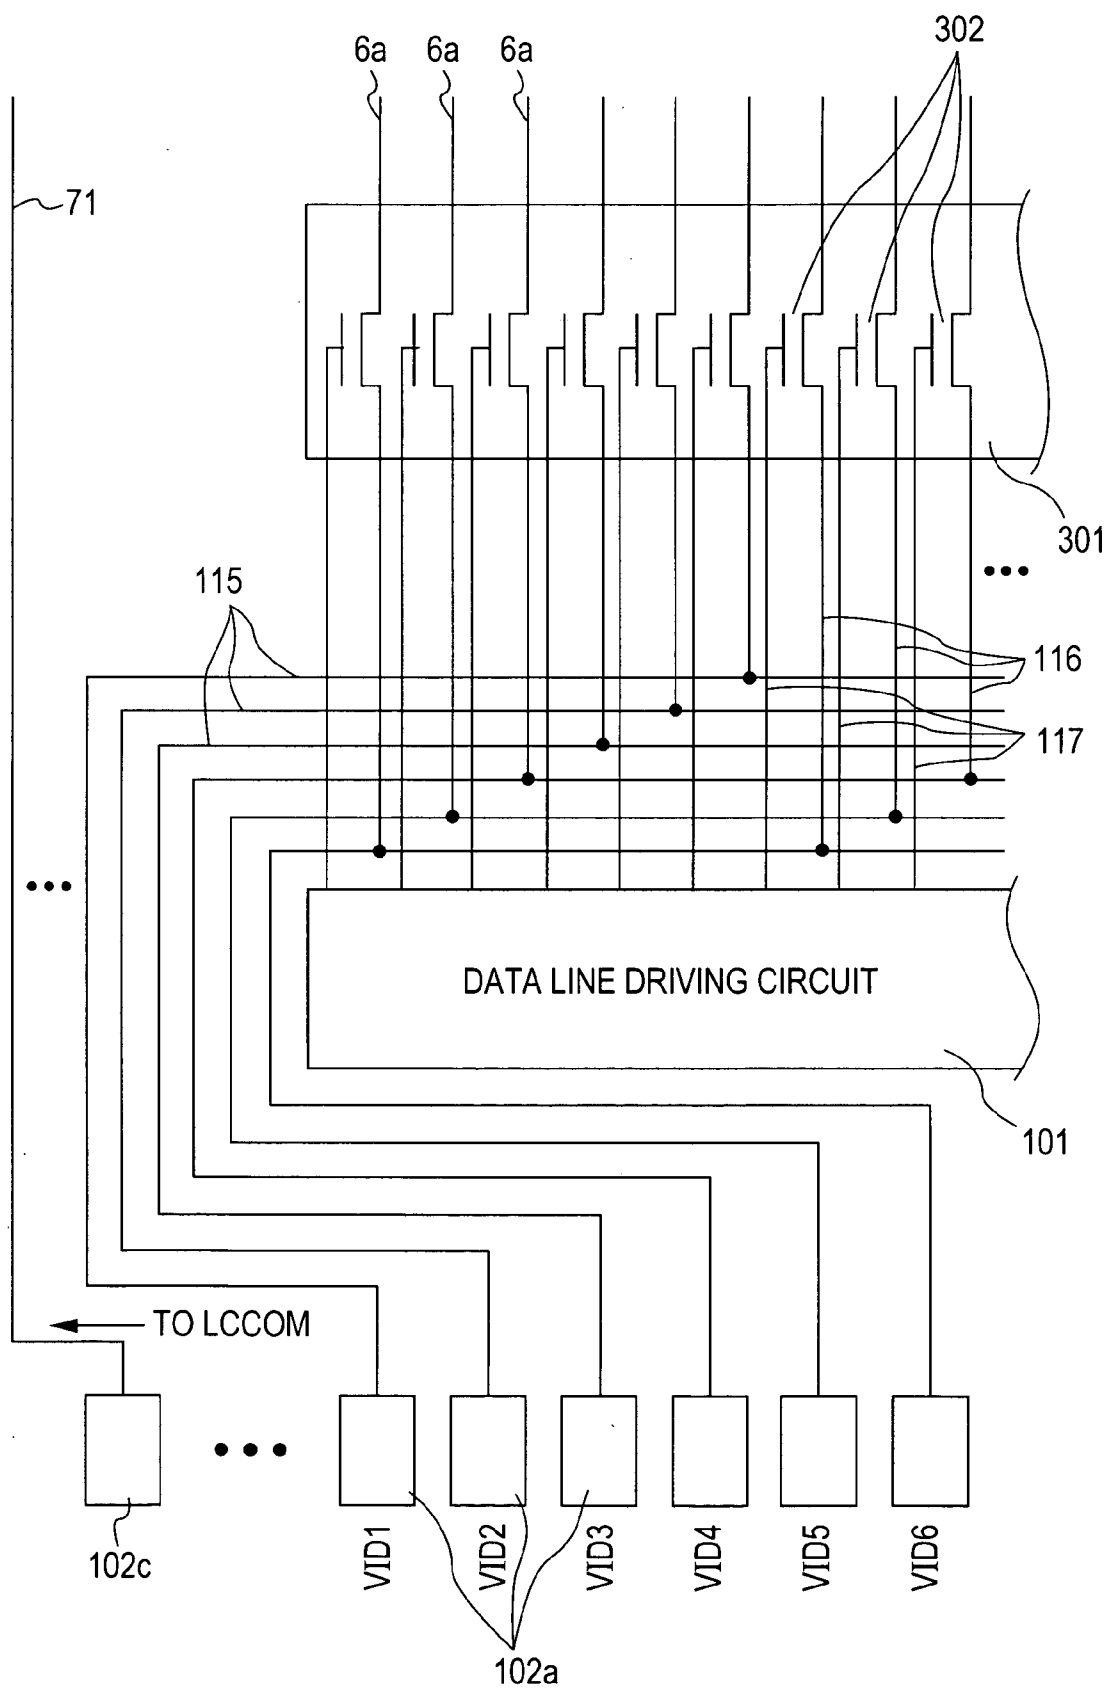 302
6a 6a 6a
71
301
115
116
117
DATA LINE DRIVING CIRCUIT
101
TO LCCOM
102c
VID1
VID2
VID3
VID4
VID5
VID6
102a